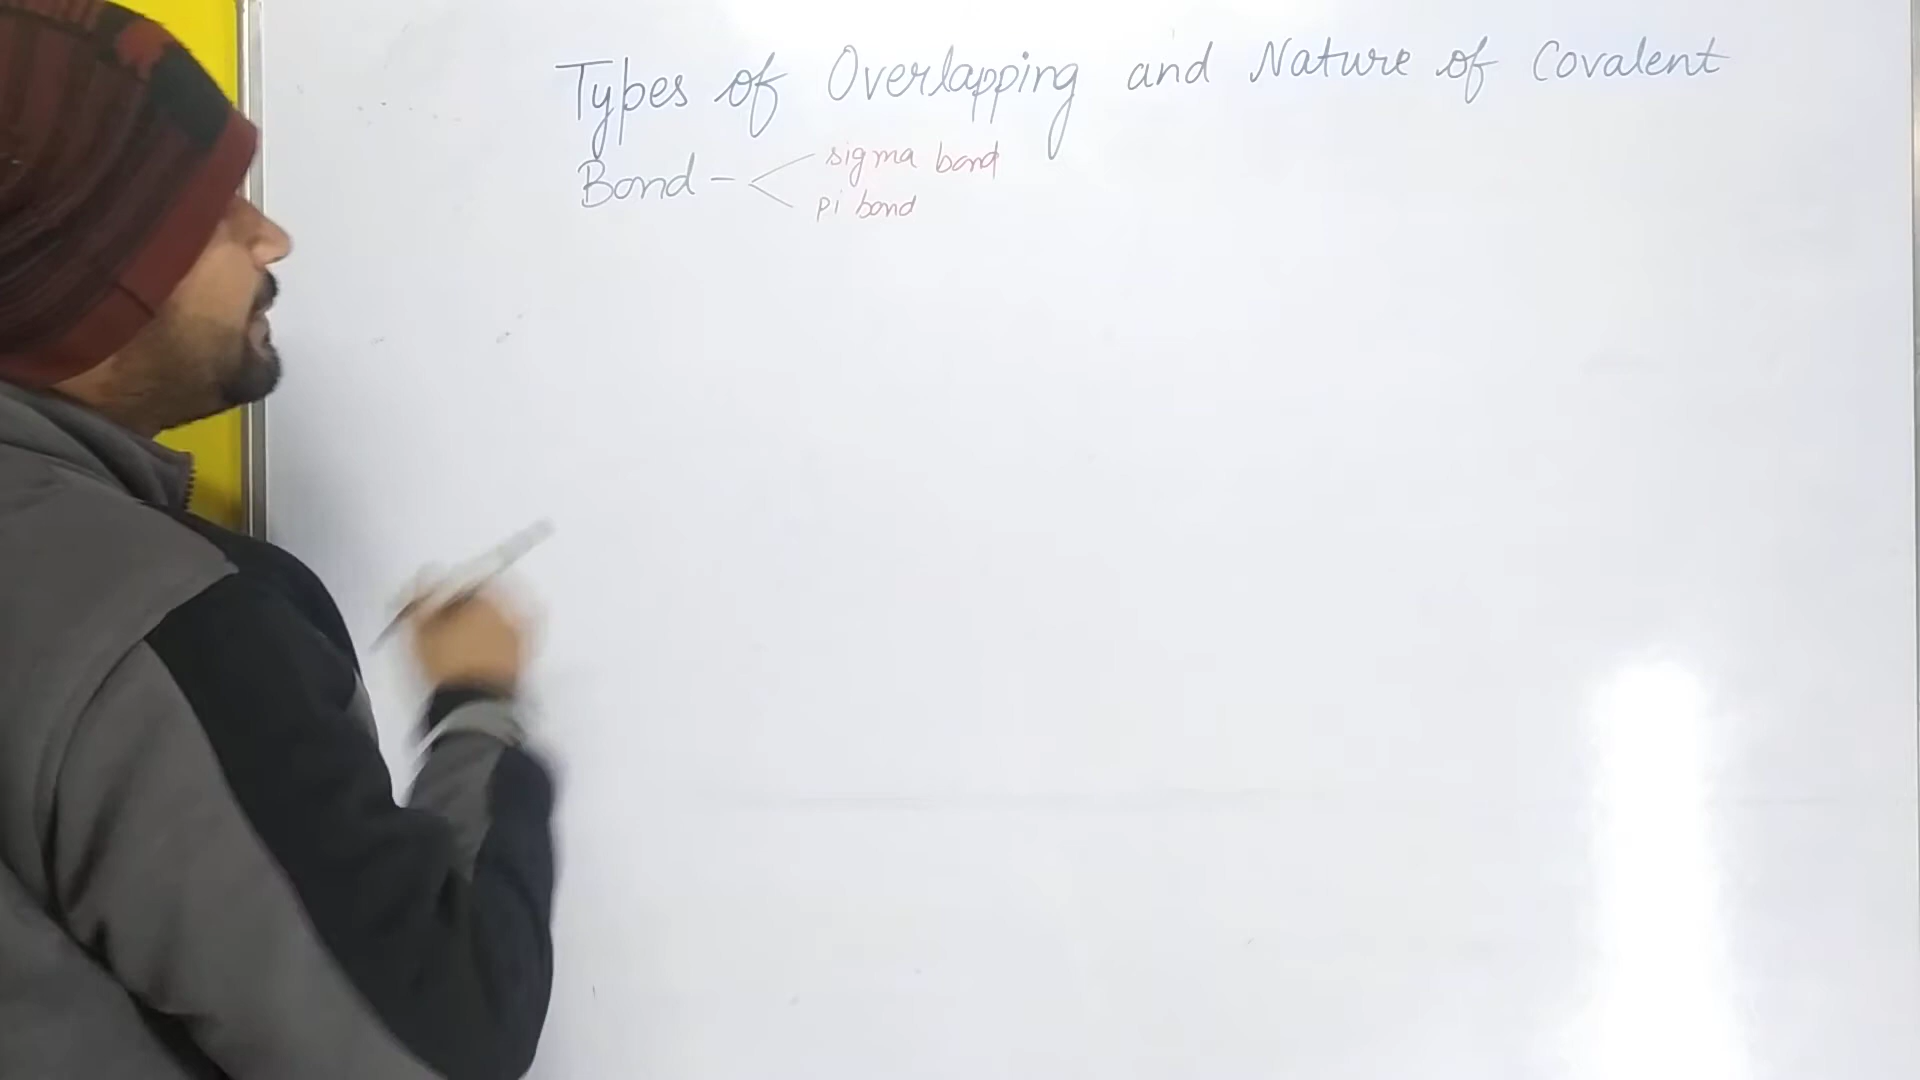 Types of Overlapping and Nature of Covalent
Bond - sigma bond
pi bond